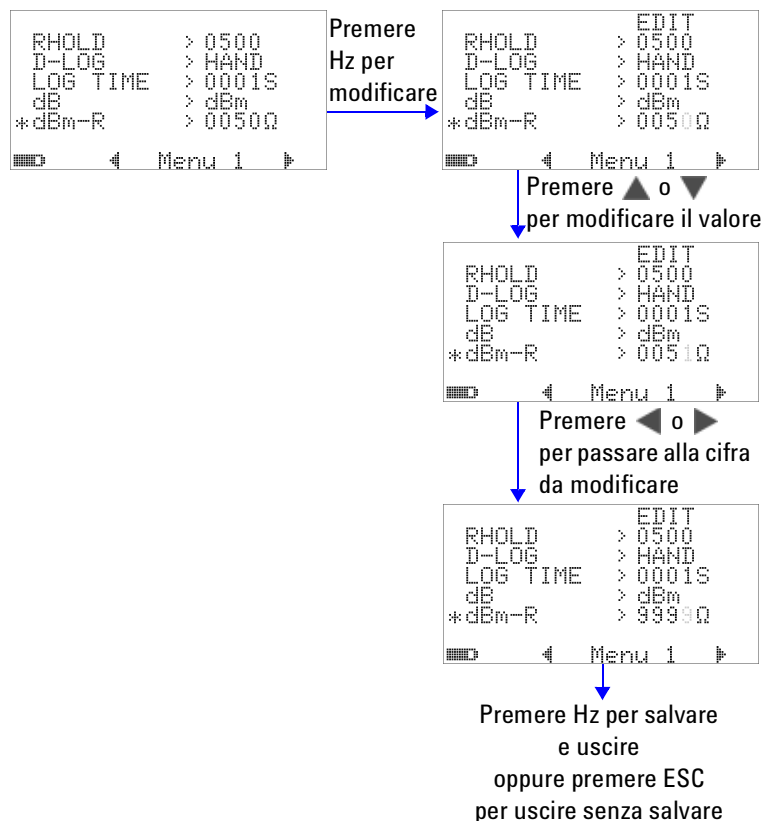 RHOLD > 0500
D-LOG > HAND
LOG TIME > 0001S
dB > dBm
*dBm-R > 0050Ω
Menu 1
Premere
Hz per
modificare
EDIT
RHOLD > 0500
D-LOG > HAND
LOG TIME > 0001S
dB > dBm
*dBm-R > 0050Ω
Menu 1
Premere ▲ o ▼
per modificare il valore
EDIT
RHOLD > 0500
D-LOG > HAND
LOG TIME > 0001S
dB > dBm
*dBm-R > 0051Ω
Menu 1
Premere ◀ o ▶
per passare alla cifra
da modificare
EDIT
RHOLD > 0500
D-LOG > HAND
LOG TIME > 0001S
dB > dBm
*dBm-R > 9999Ω
Menu 1
Premere Hz per salvare
e uscire
oppure premere ESC
per uscire senza salvare